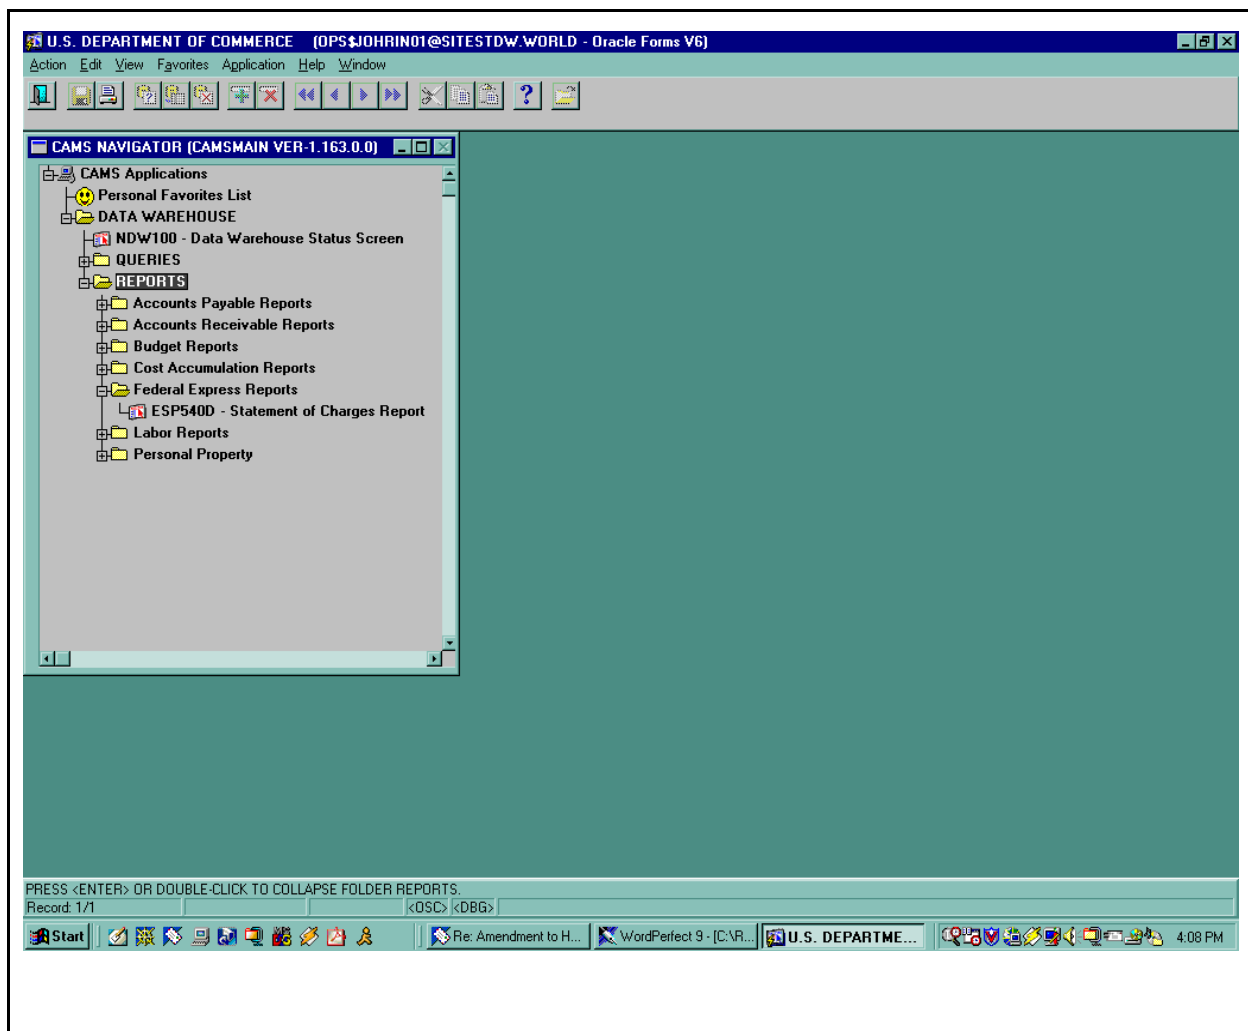 U.S. DEPARTMENT OF COMMERCE (OPS$JOHRIN01@SITESTDW.WORLD - Oracle Forms V6)
Action Edit View Favorites Application Help Window
CAMS NAVIGATOR (CAMSMAIN VER-1.163.0.0)
CAMS Applications
Personal Favorites List
DATA WAREHOUSE
NDW100 - Data Warehouse Status Screen
QUERIES
REPORTS
Accounts Payable Reports
Accounts Receivable Reports
Budget Reports
Cost Accumulation Reports
Federal Express Reports
ESP540D - Statement of Charges Report
Labor Reports
Personal Property
PRESS <ENTER> OR DOUBLE-CLICK TO COLLAPSE FOLDER REPORTS.
Record: 1/1 <OSC> <DBG>
Start Re: Amendment to H... WordPerfect 9 - [C:\R... U.S. DEPARTME... 4:08 PM